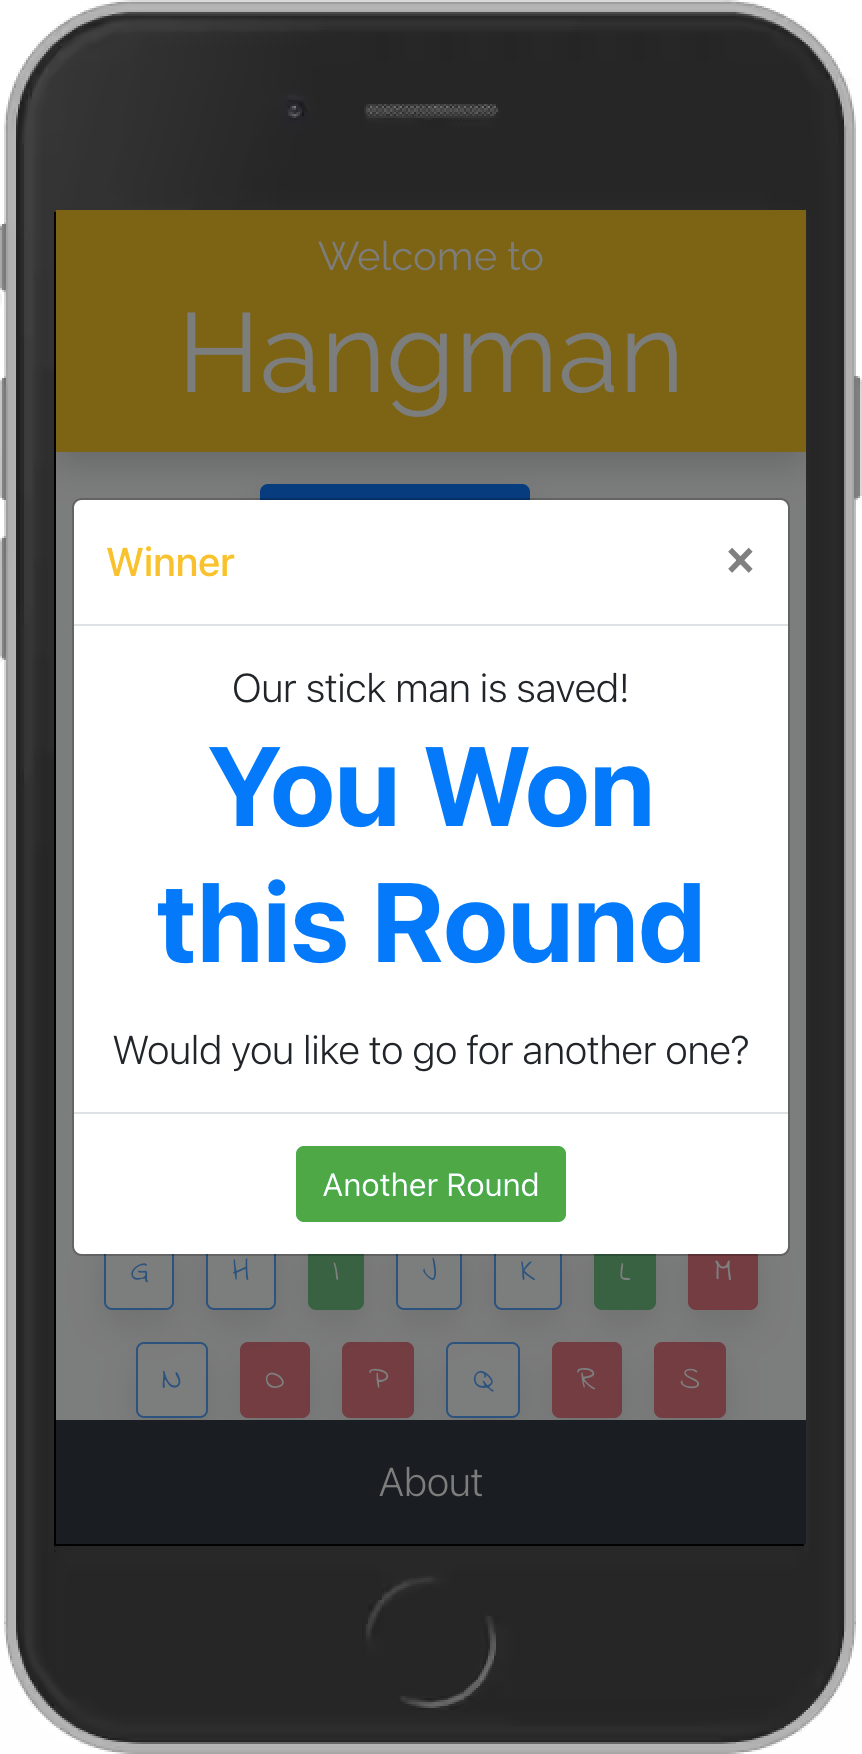 Welcome to
Hangman
Winner ×
Our stick man is saved!
You Won
this Round
Would you like to go for another one?
Another Round
G H I J K L M
N O P Q R S
About